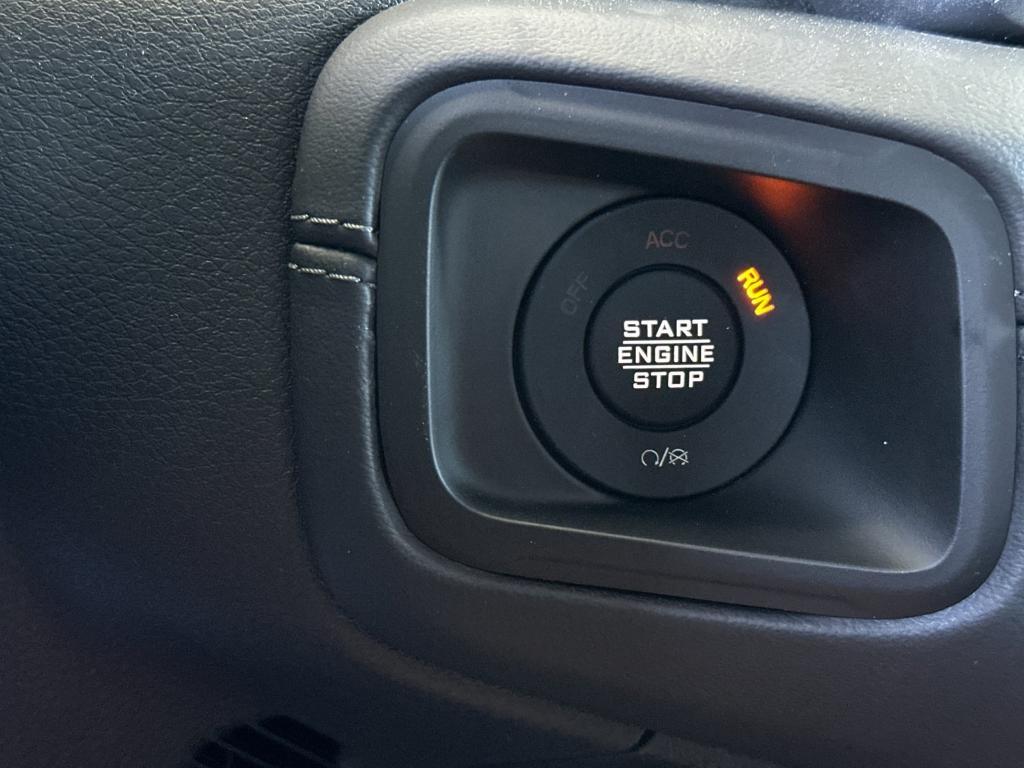 ACC
OFF
RUN
START
ENGINE
STOP